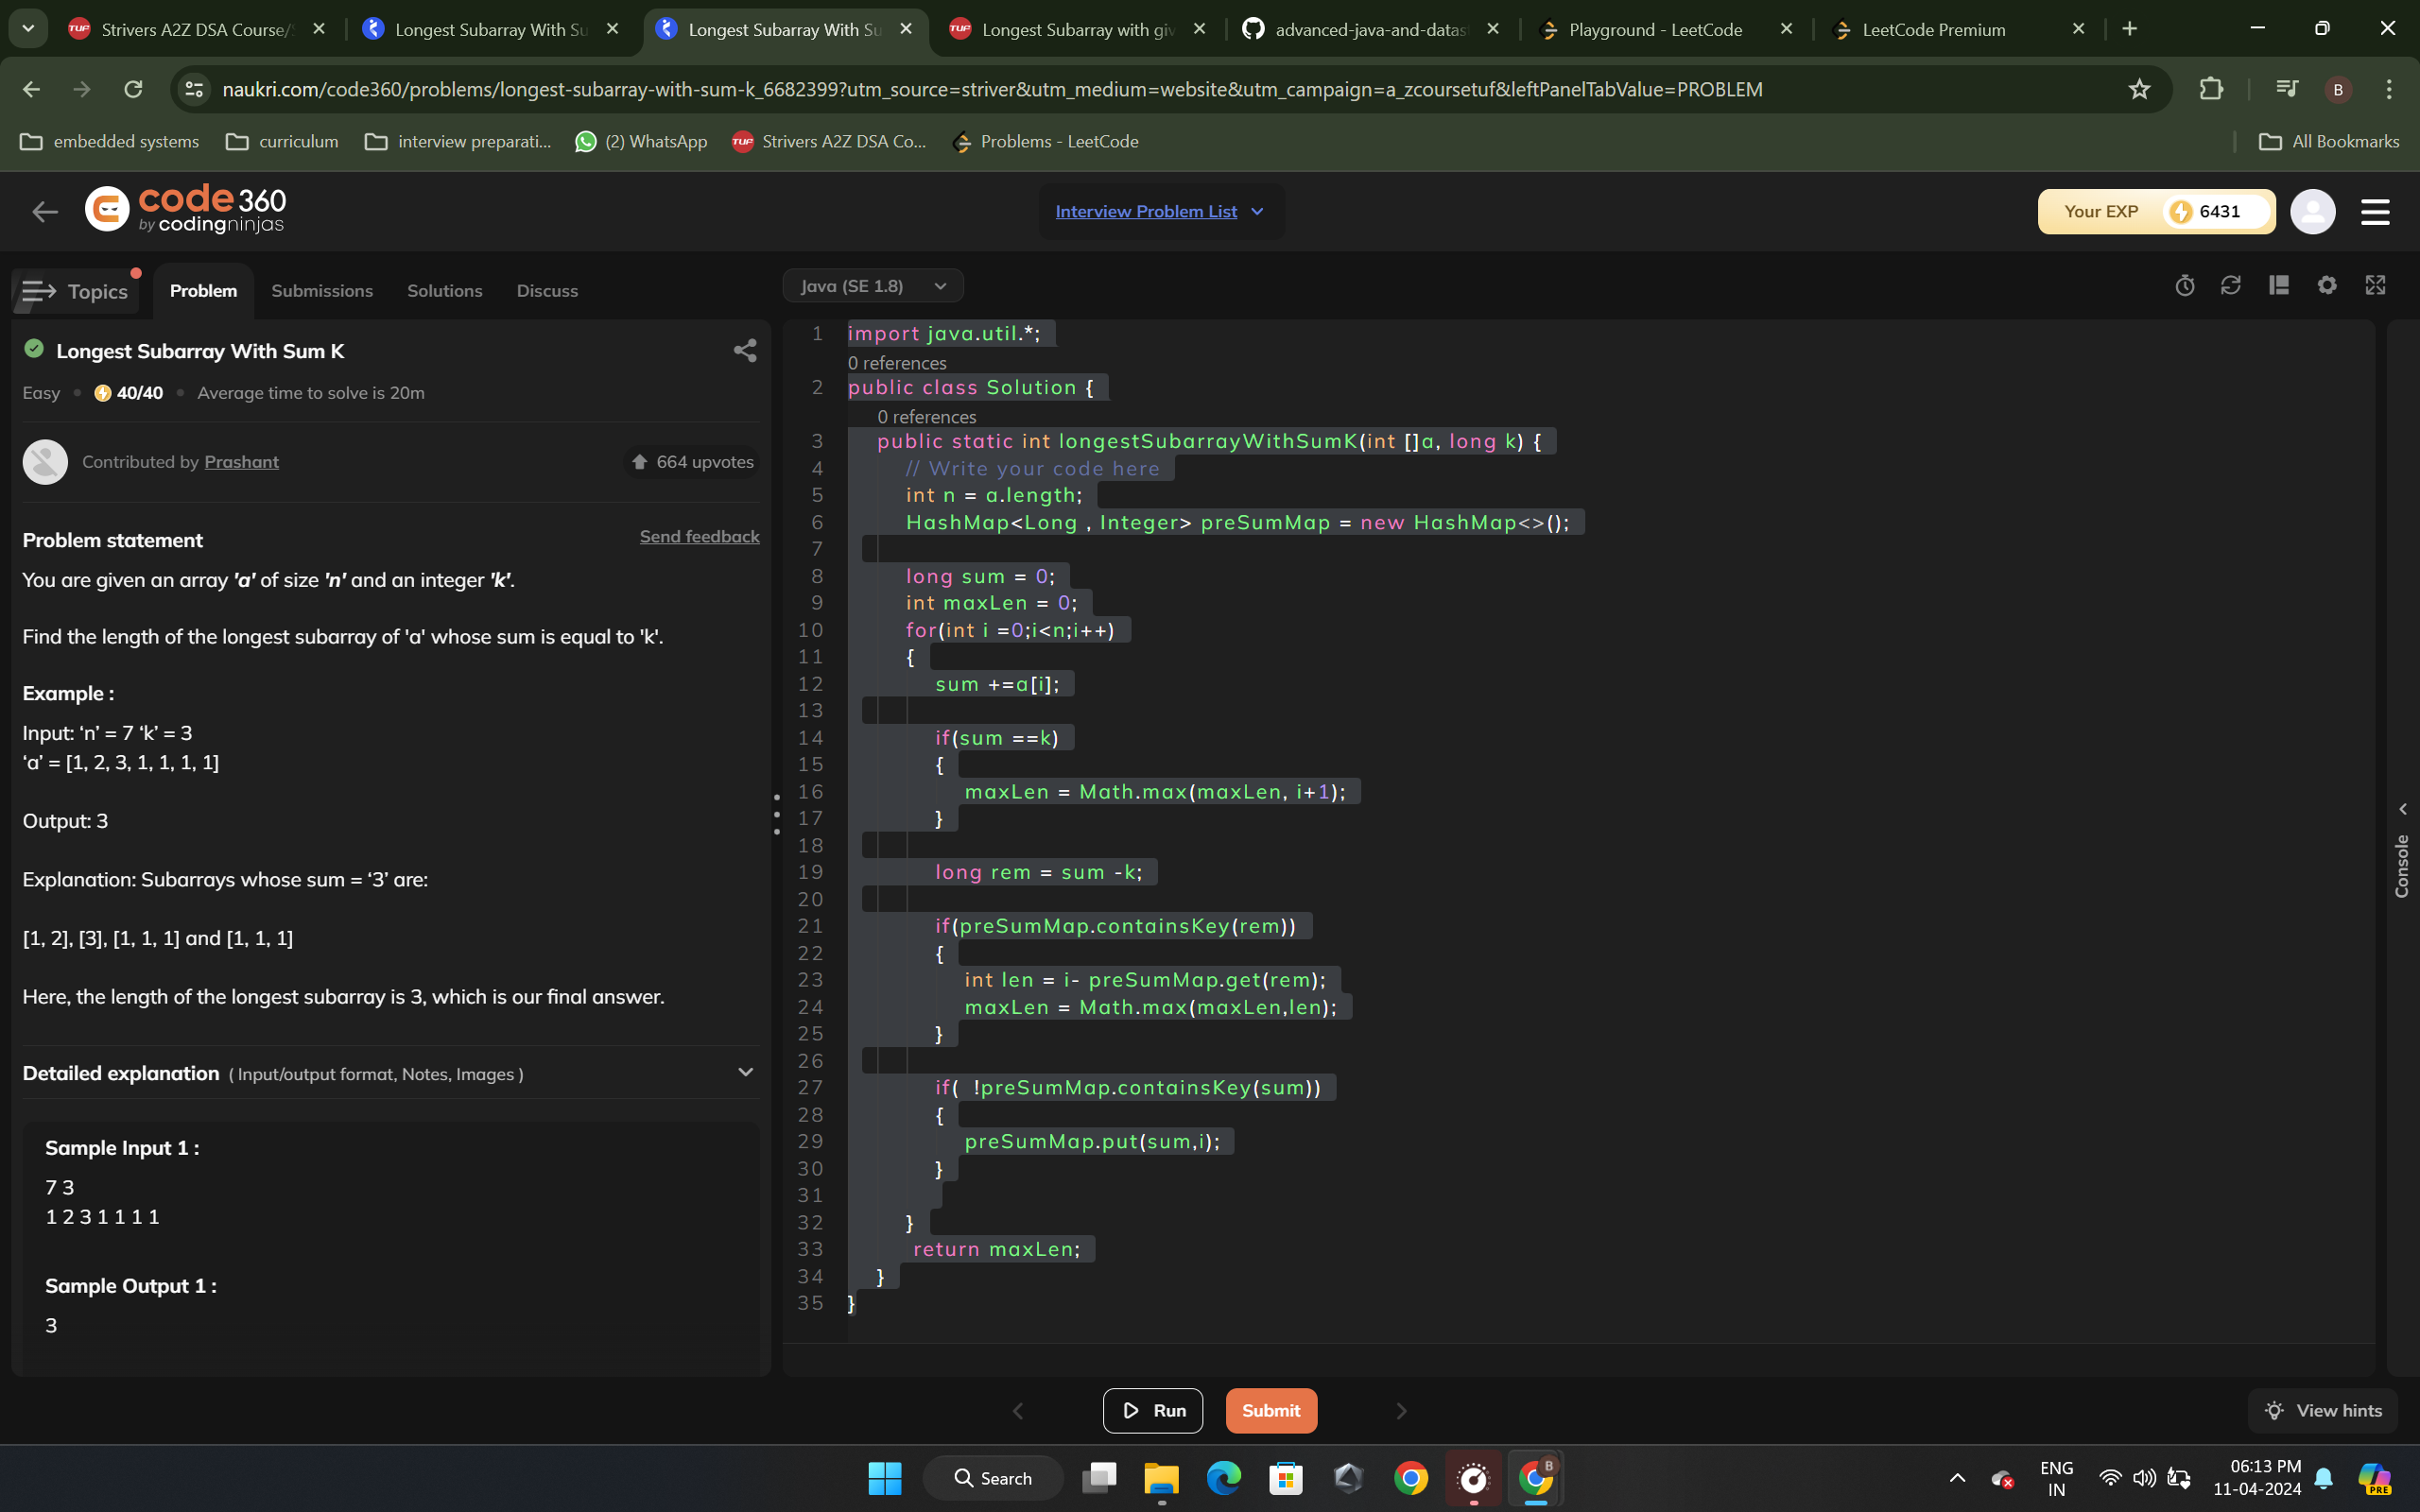 Strivers A2Z DSA Course/
Longest Subarray With Su
Longest Subarray With Su
Longest Subarray with giv
advanced-java-and-datas
Playground - LeetCode
LeetCode Premium
naukri.com/code360/problems/longest-subarray-with-sum-k_6682399?utm_source=striver&utm_medium=website&utm_campaign=a_zcoursetuf&leftPanelTabValue=PROBLEM
B
embedded systems
curriculum
interview preparati...
(2) WhatsApp
Strivers A2Z DSA Co...
Problems - LeetCode
All Bookmarks
code 360
by codingninjas
Interview Problem List
Your EXP
6431
Topics
Problem
Submissions
Solutions
Discuss
Java (SE 1.8)
Longest Subarray With Sum K
Easy
40/40
Average time to solve is 20m
Contributed by Prashant
664 upvotes
Problem statement
Send feedback
You are given an array 'a' of size 'n' and an integer 'k'.
Find the length of the longest subarray of 'a' whose sum is equal to 'k'.
Example :
Input: ‘n’ = 7 ‘k’ = 3
‘a’ = [1, 2, 3, 1, 1, 1, 1]
Output: 3
Explanation: Subarrays whose sum = ‘3’ are:
[1, 2], [3], [1, 1, 1] and [1, 1, 1]
Here, the length of the longest subarray is 3, which is our final answer.
Detailed explanation ( Input/output format, Notes, Images )
Sample Input 1 :
7 3
1 2 3 1 1 1 1
Sample Output 1 :
3
1 import java.util.*;
0 references
2 public class Solution {
0 references
3 public static int longestSubarrayWithSumK(int []a, long k) {
4 // Write your code here
5 int n = a.length;
6 HashMap<Long , Integer> preSumMap = new HashMap<>();
7
8 long sum = 0;
9 int maxLen = 0;
10 for(int i =0;i<n;i++)
11 {
12 sum +=a[i];
13
14 if(sum ==k)
15 {
16 maxLen = Math.max(maxLen, i+1);
17 }
18
19 long rem = sum -k;
20
21 if(preSumMap.containsKey(rem))
22 {
23 int len = i- preSumMap.get(rem);
24 maxLen = Math.max(maxLen,len);
25 }
26
27 if( !preSumMap.containsKey(sum))
28 {
29 preSumMap.put(sum,i);
30 }
31
32 }
33 return maxLen;
34 }
35 }
Console
Run
Submit
View hints
Search
B
ENG
IN
06:13 PM
11-04-2024
PRE